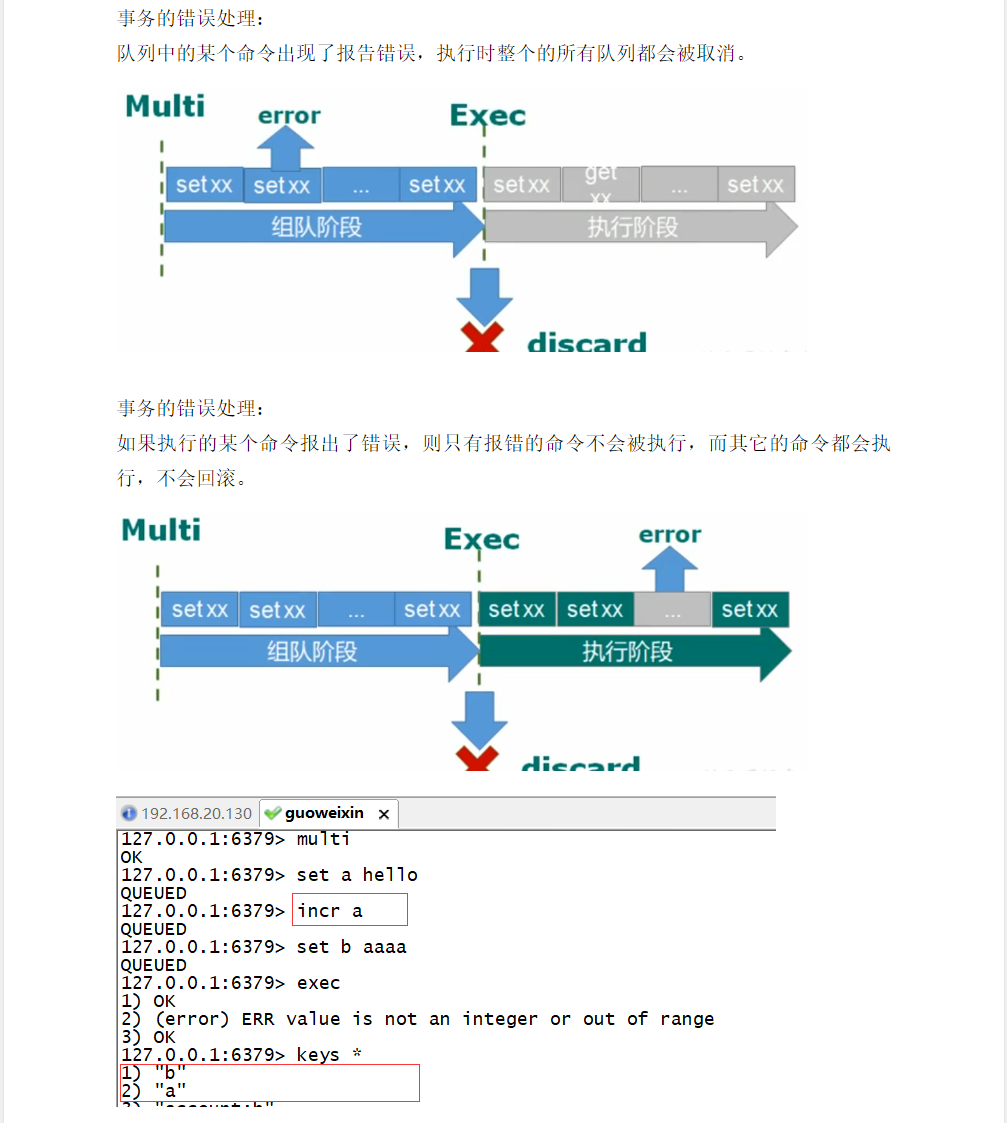 事务的错误处理：
队列中的某个命令出现了报告错误，执行时整个的所有队列都会被取消。
Multi error Exec
set xx set xx ... set xx set xx get xx ... set xx
组队阶段 执行阶段
discard
事务的错误处理：
如果执行的某个命令报出了错误，则只有报错的命令不会被执行，而其它的命令都会执
行，不会回滚。
Multi Exec error
set xx set xx ... set xx set xx set xx ... set xx
组队阶段 执行阶段
discard
192.168.20.130 guoweixin ×
127.0.0.1:6379> multi
OK
127.0.0.1:6379> set a hello
QUEUED
127.0.0.1:6379> incr a
QUEUED
127.0.0.1:6379> set b aaaa
QUEUED
127.0.0.1:6379> exec
1) OK
2) (error) ERR value is not an integer or out of range
3) OK
127.0.0.1:6379> keys *
1) "b"
2) "a"